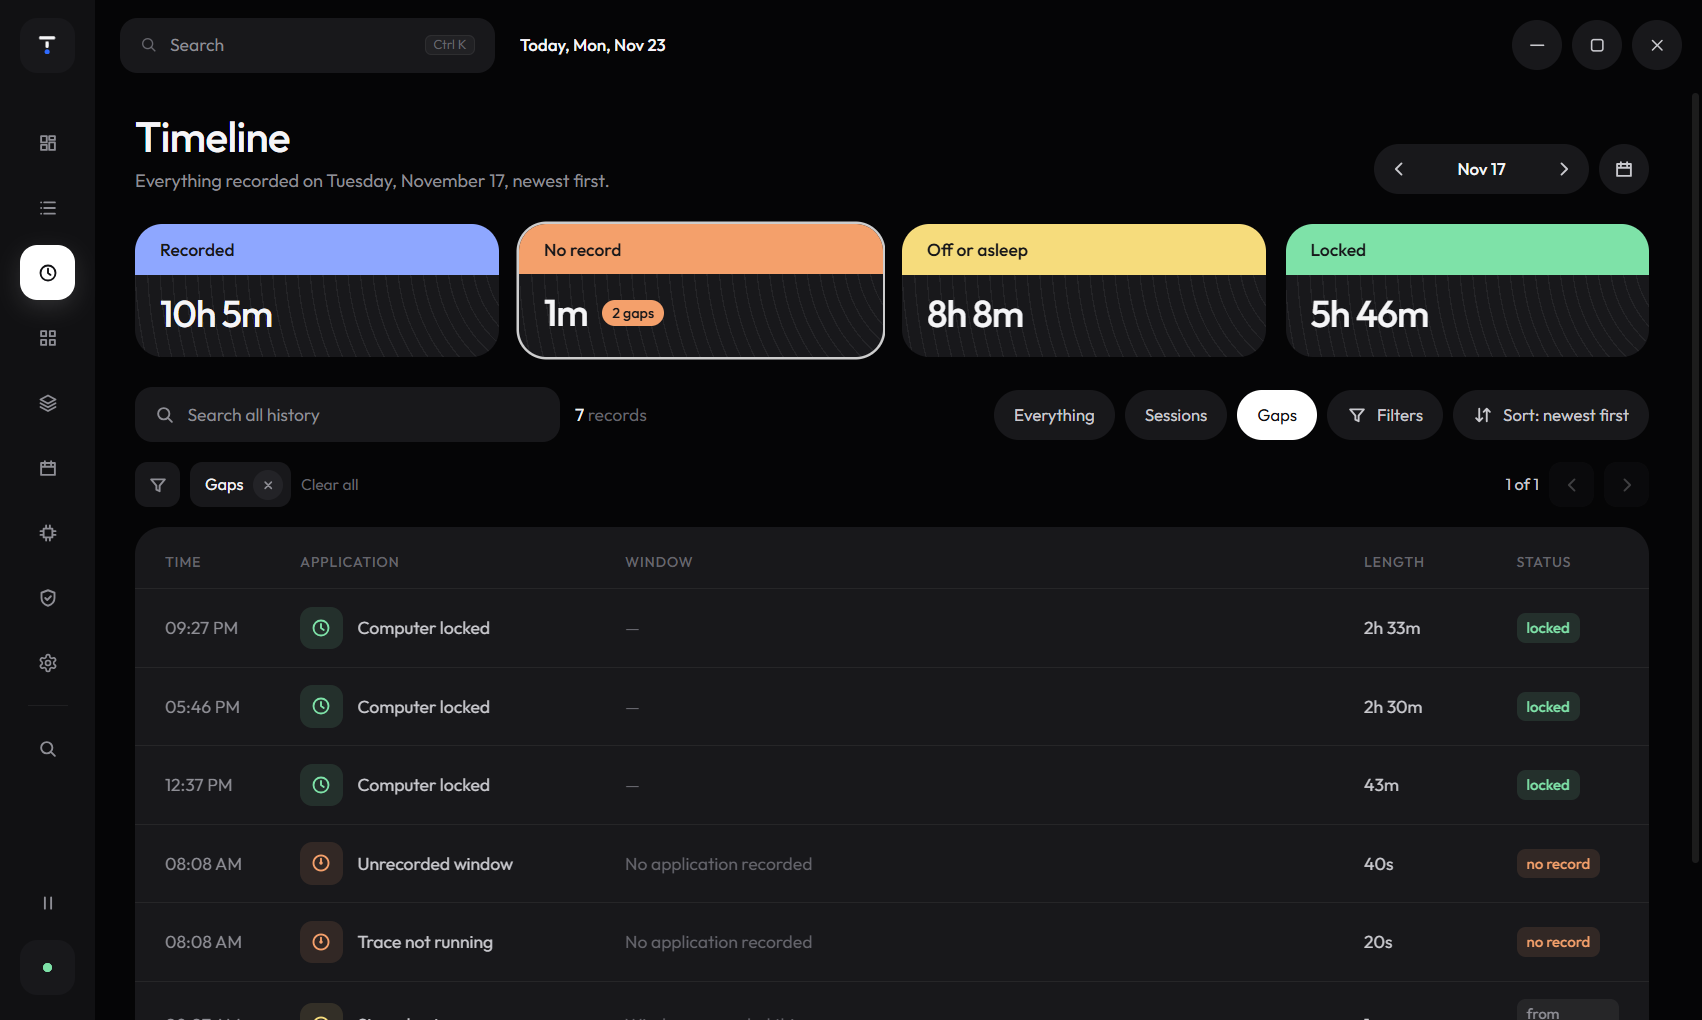 Search
Ctrl K
Today, Mon, Nov 23
Timeline
Everything recorded on Tuesday, November 17, newest first.
Nov 17
Recorded
10h 5m
No record
1m
2 gaps
Off or asleep
8h 8m
Locked
5h 46m
Search all history
7 records
Everything
Sessions
Gaps
Filters
Sort: newest first
Gaps
Clear all
1 of 1
TIME APPLICATION WINDOW LENGTH STATUS
09:27 PM Computer locked — 2h 33m locked
05:46 PM Computer locked — 2h 30m locked
12:37 PM Computer locked — 43m locked
08:08 AM Unrecorded window No application recorded 40s no record
08:08 AM Trace not running No application recorded 20s no record
from